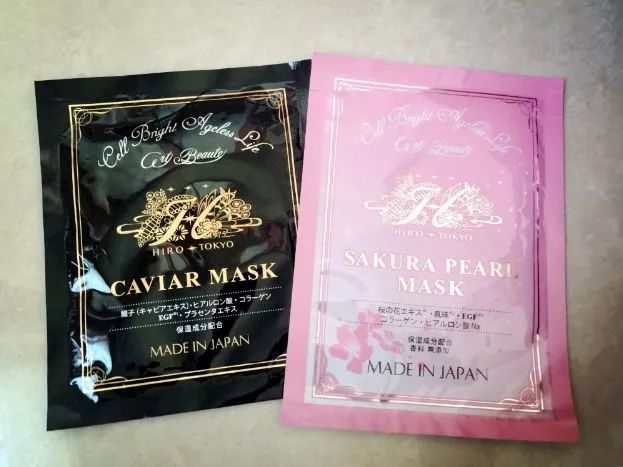 Cell Bright Ageless Life
Art Beauté
H
HIRO TOKYO
CAVIAR MASK
鱘子(キャビアエキス)・ヒアルロン酸・コラーゲン
EGF・プラセンタエキス
保湿成分配合
MADE IN JAPAN
Cell Bright Ageless Life
Art Beauté
H
HIRO TOKYO
SAKURA PEARL
MASK
桜の花エキス・真珠・EGF
コラーゲン・ヒアルロン酸Na
保湿成分配合
香料 無添加
MADE IN JAPAN